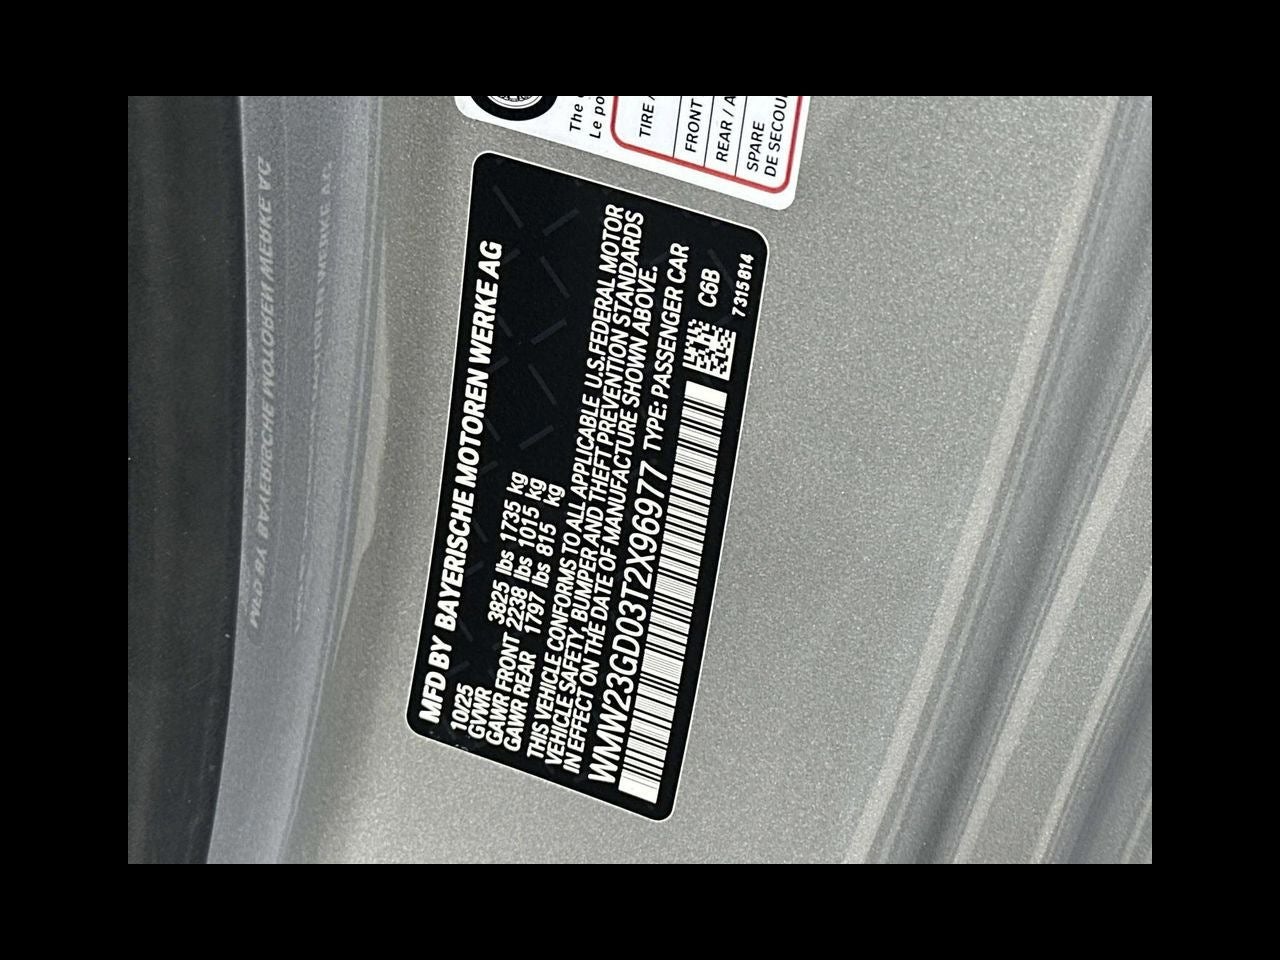 The
Le po
TIRE /
FRONT
REAR / A
SPARE
DE SECOU
MFD BY BAYERISCHE MOTOREN WERKE AG
10/25
GVWR 3825 lbs 1735 kg
GAWR FRONT 2238 lbs 1015 kg
GAWR REAR 1797 lbs 815 kg
THIS VEHICLE CONFORMS TO ALL APPLICABLE U.S.FEDERAL MOTOR
VEHICLE SAFETY, BUMPER AND THEFT PREVENTION STANDARDS
IN EFFECT ON THE DATE OF MANUFACTURE SHOWN ABOVE.
WMW23GD03T2X96977 TYPE: PASSENGER CAR
C6B
7315814